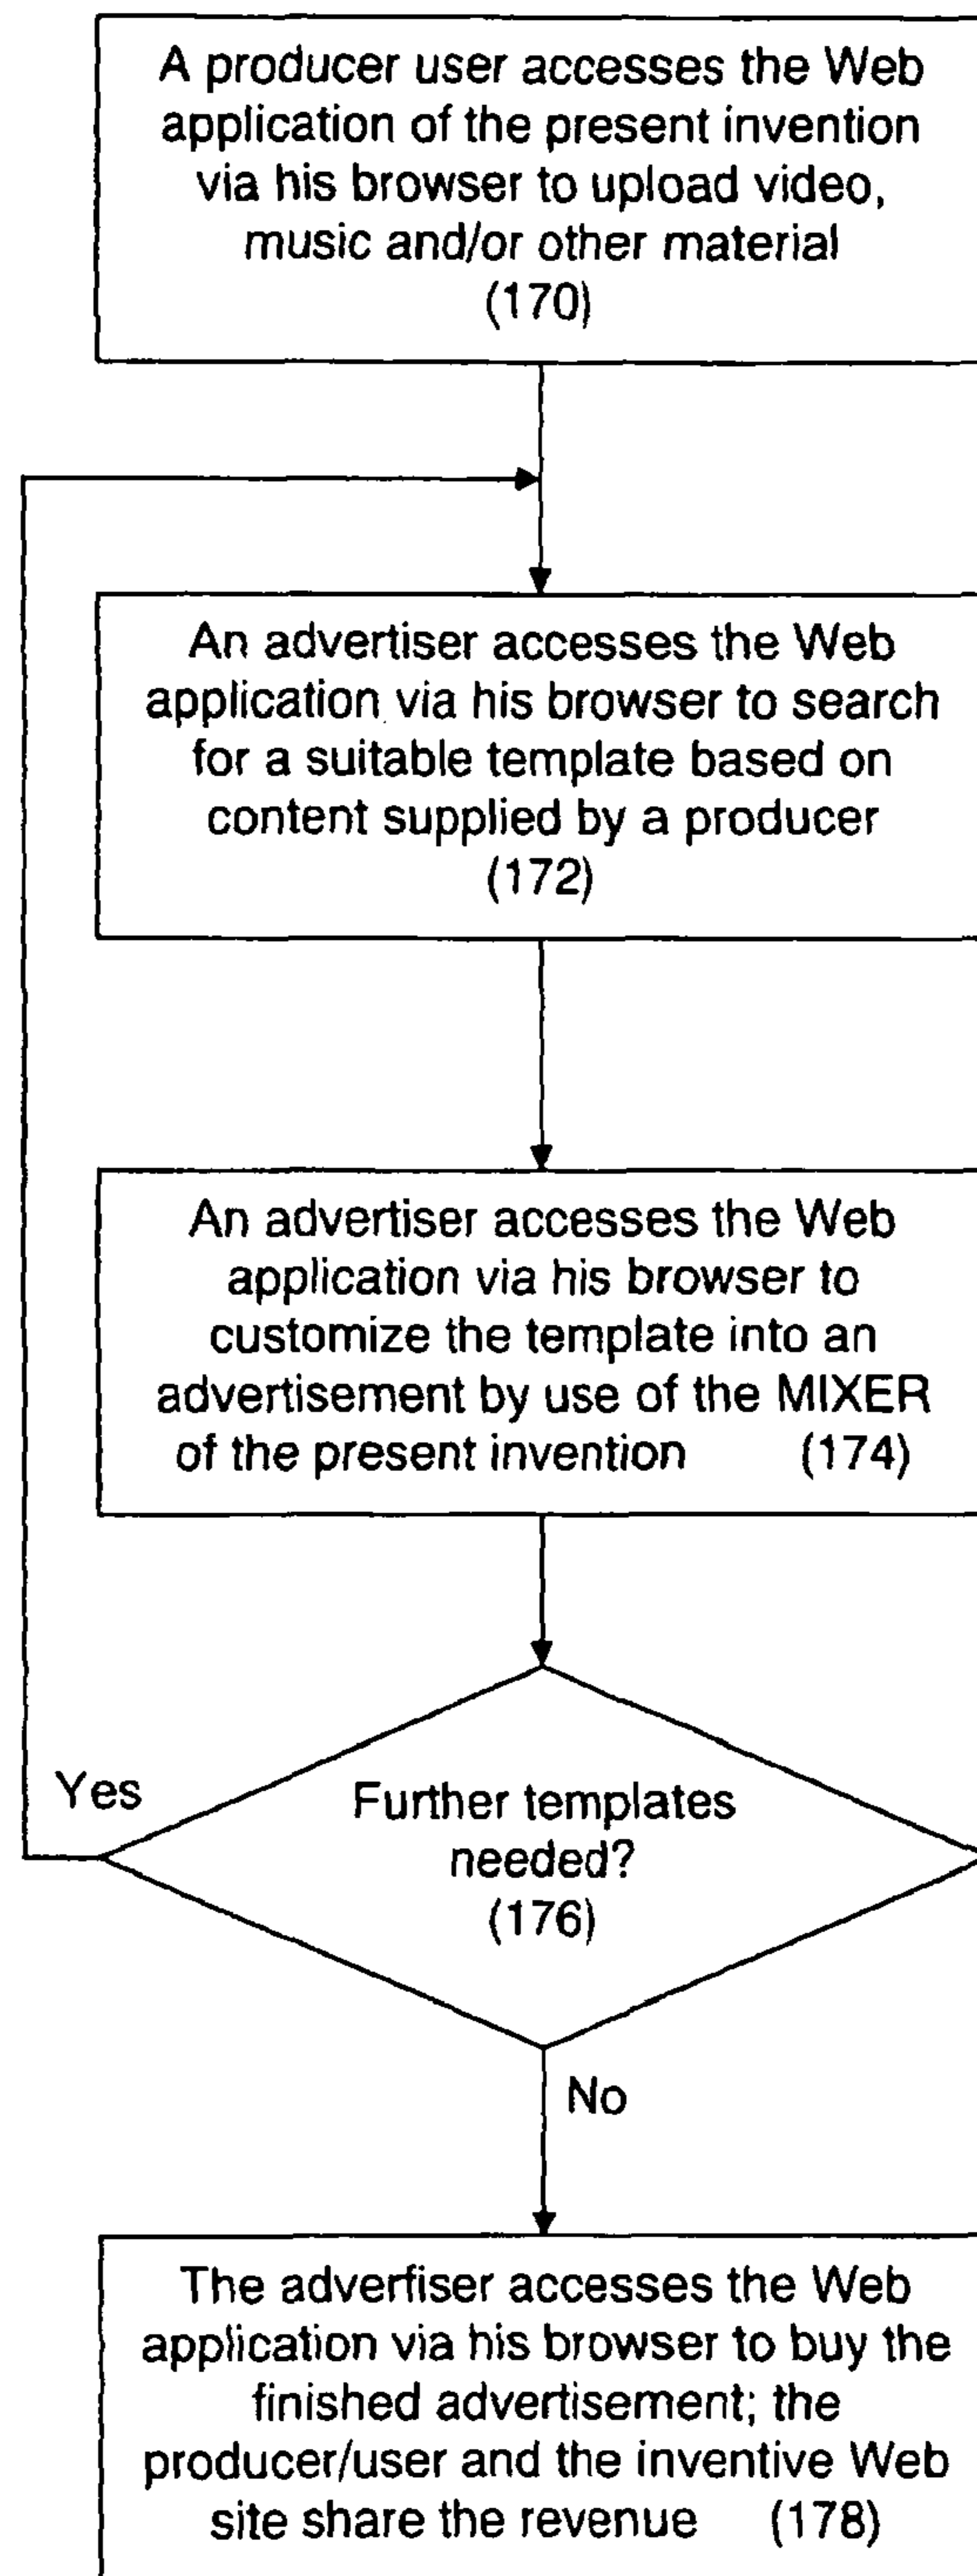 A producer user accesses the Web
application of the present invention
via his browser to upload video,
music and/or other material
(170)
An advertiser accesses the Web
application via his browser to search
for a suitable template based on
content supplied by a producer
(172)
An advertiser accesses the Web
application via his browser to
customize the template into an
advertisement by use of the MIXER
of the present invention (174)
Yes
Further templates
needed?
(176)
No
The advertiser accesses the Web
application via his browser to buy the
finished advertisement; the
producer/user and the inventive Web
site share the revenue (178)